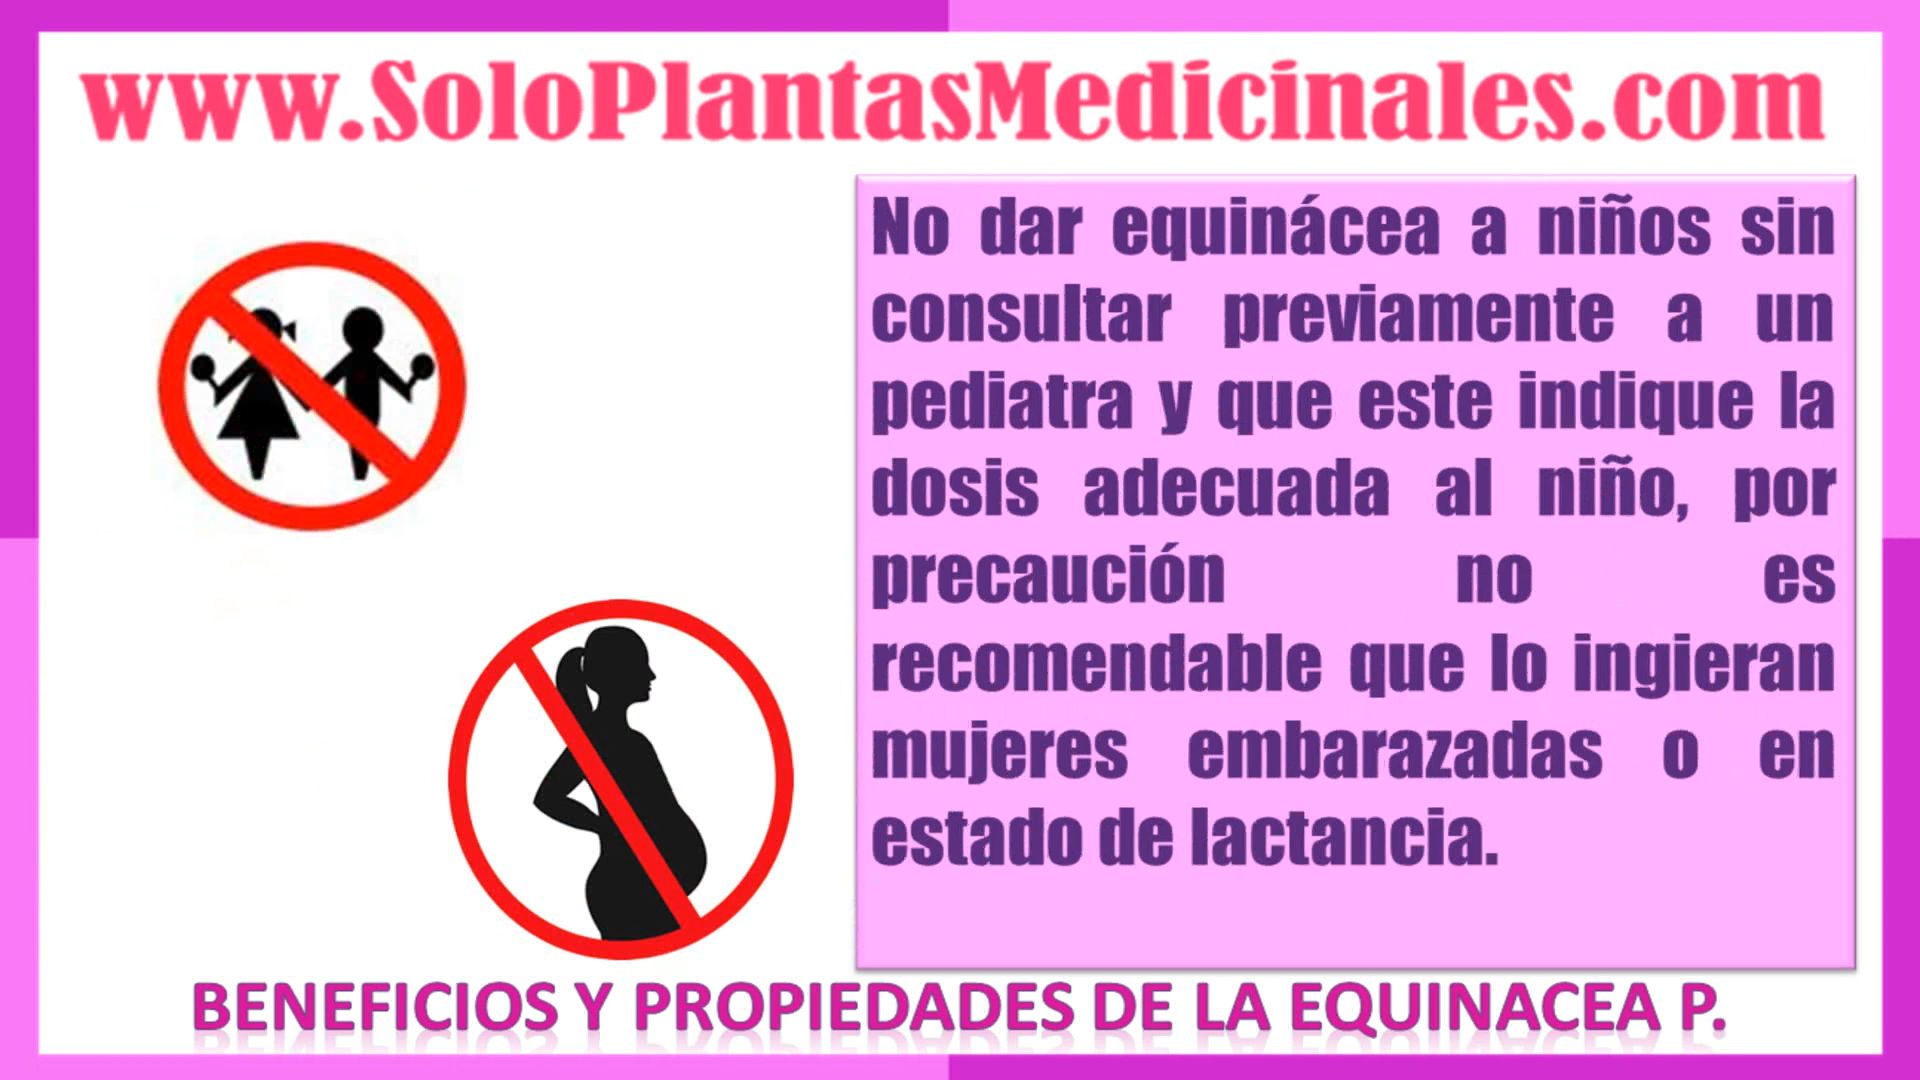 www.SoloPlantasMedicinales.com
No dar equinácea a niños sin
consultar previamente a un
pediatra y que este indique la
dosis adecuada al niño, por
precaución no es
recomendable que lo ingieran
mujeres embarazadas o en
estado de lactancia.
BENEFICIOS Y PROPIEDADES DE LA EQUINACEA P.